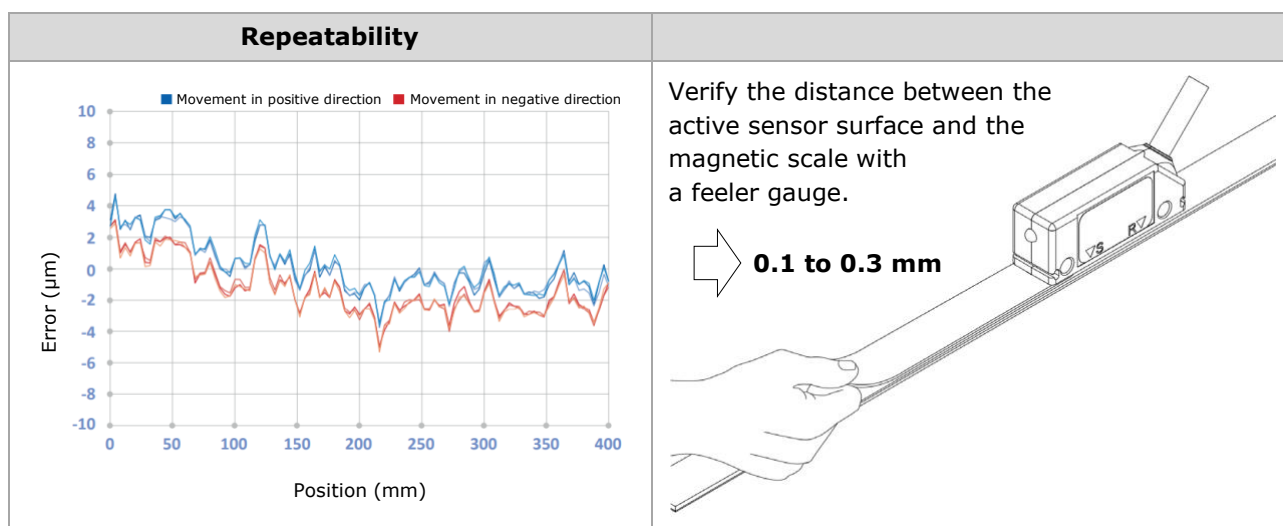 Repeatability
Movement in positive direction Movement in negative direction
10
8
6
4
2
0
-2
-4
-6
-8
-10
Error (µm)
0 50 100 150 200 250 300 350 400
Position (mm)
Verify the distance between the
active sensor surface and the
magnetic scale with
a feeler gauge.
0.1 to 0.3 mm
▽S R▽